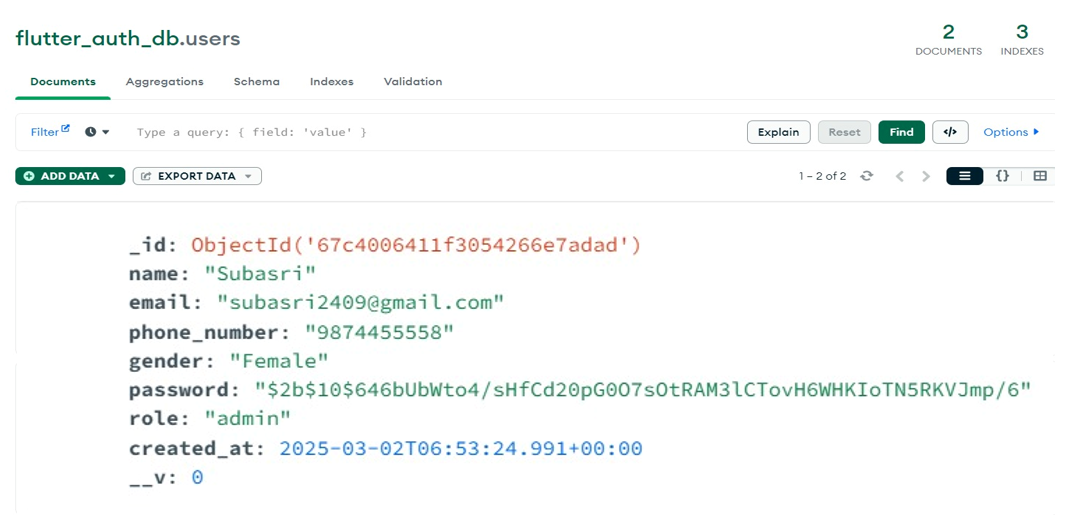 flutter_auth_db.users
2 3
DOCUMENTS INDEXES
Documents Aggregations Schema Indexes Validation
Filter Type a query: { field: 'value' } Explain Reset Find </> Options
ADD DATA EXPORT DATA 1 – 2 of 2 {}
_id: ObjectId('67c4006411f3054266e7adad')
name: "Subasri"
email: "subasri2409@gmail.com"
phone_number: "9874455558"
gender: "Female"
password: "$2b$10$646bUbWto4/sHfCd20pG0O7sOtRAM3lCTovH6WHKIoTN5RKVJmp/6"
role: "admin"
created_at: 2025-03-02T06:53:24.991+00:00
__v: 0